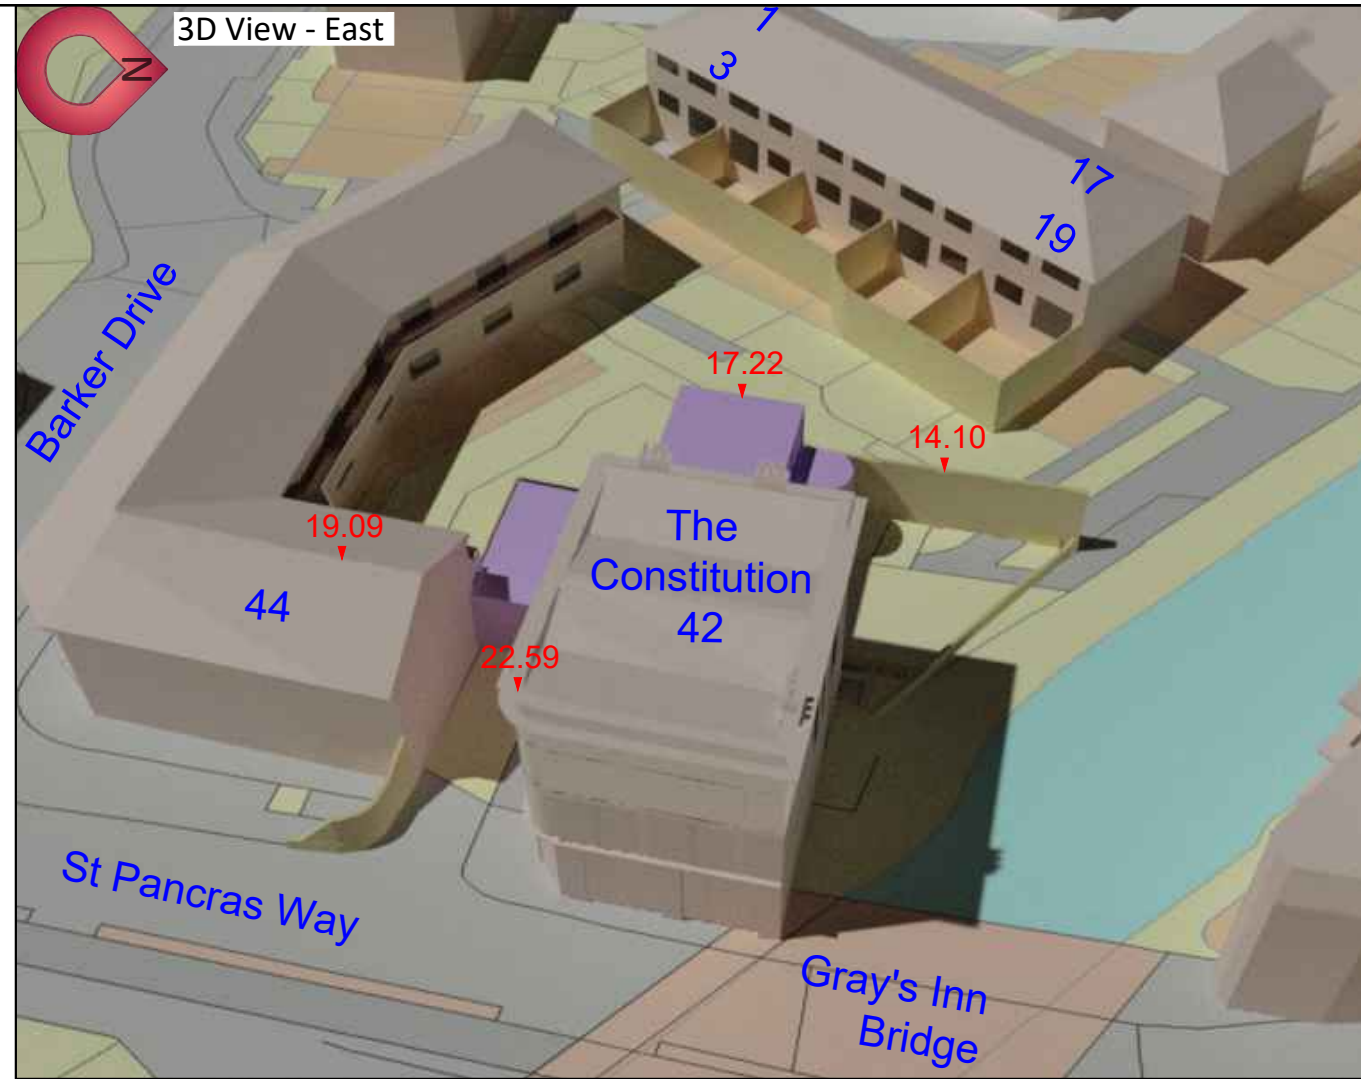 3D View - East
N
1
3
17
19
Barker Drive
17.22
14.10
19.09
The
Constitution
42
44
22.59
St Pancras Way
Gray's Inn
Bridge